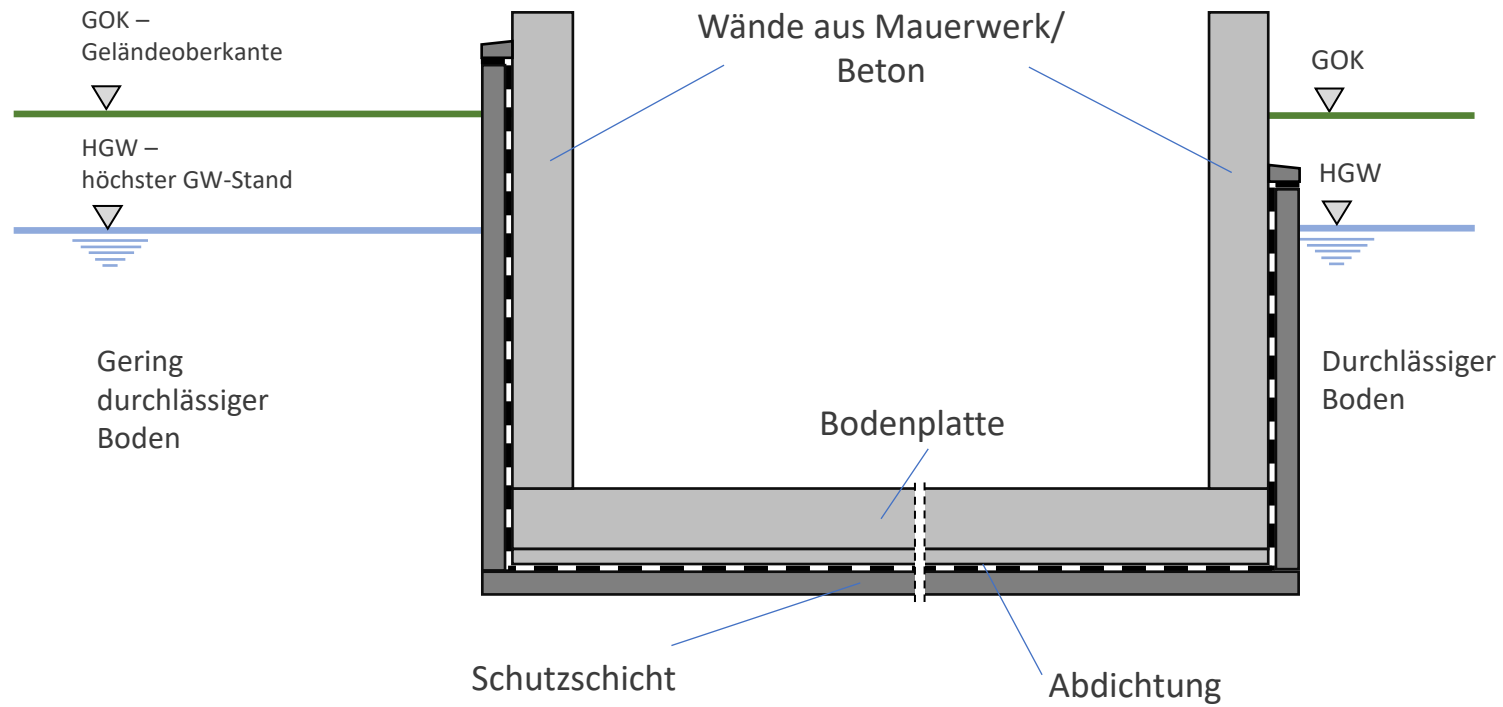 GOK –
Geländeoberkante
HGW –
höchster GW-Stand
Gering
durchlässiger
Boden
Wände aus Mauerwerk/
Beton
Bodenplatte
Schutzschicht
Abdichtung
GOK
HGW
Durchlässiger
Boden